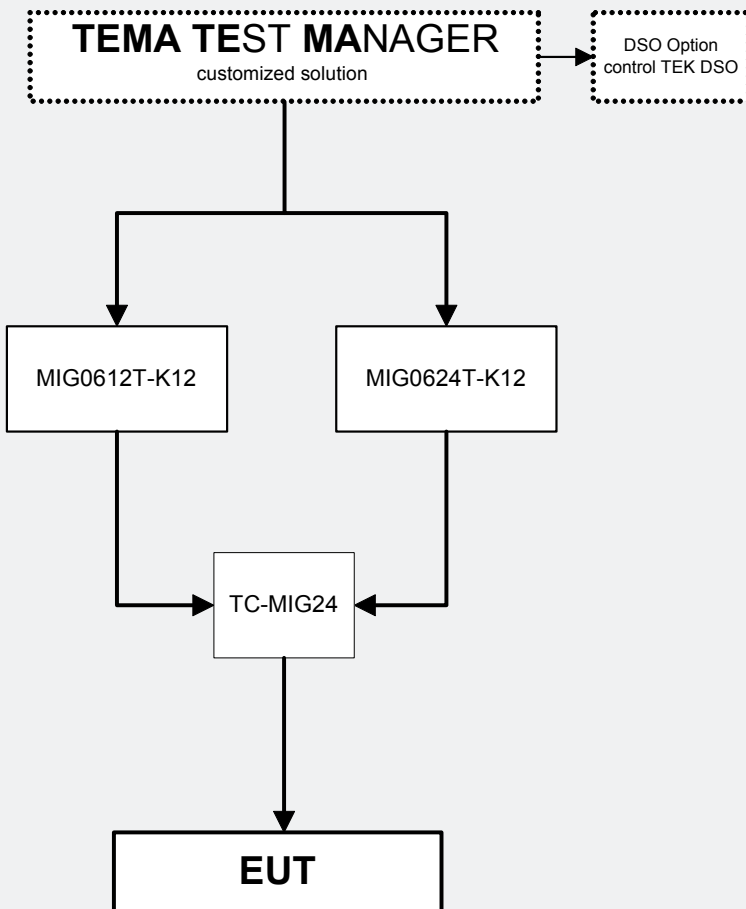 TEMA TEST MANAGER
customized solution
DSO Option
control TEK DSO
MIG0612T-K12
MIG0624T-K12
TC-MIG24
EUT